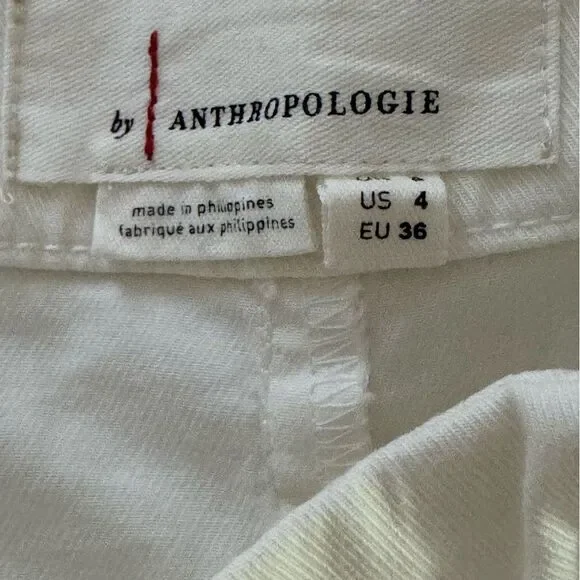 by ANTHROPOLOGIE
made in philippines
fabriqué aux philippines
US 4
EU 36